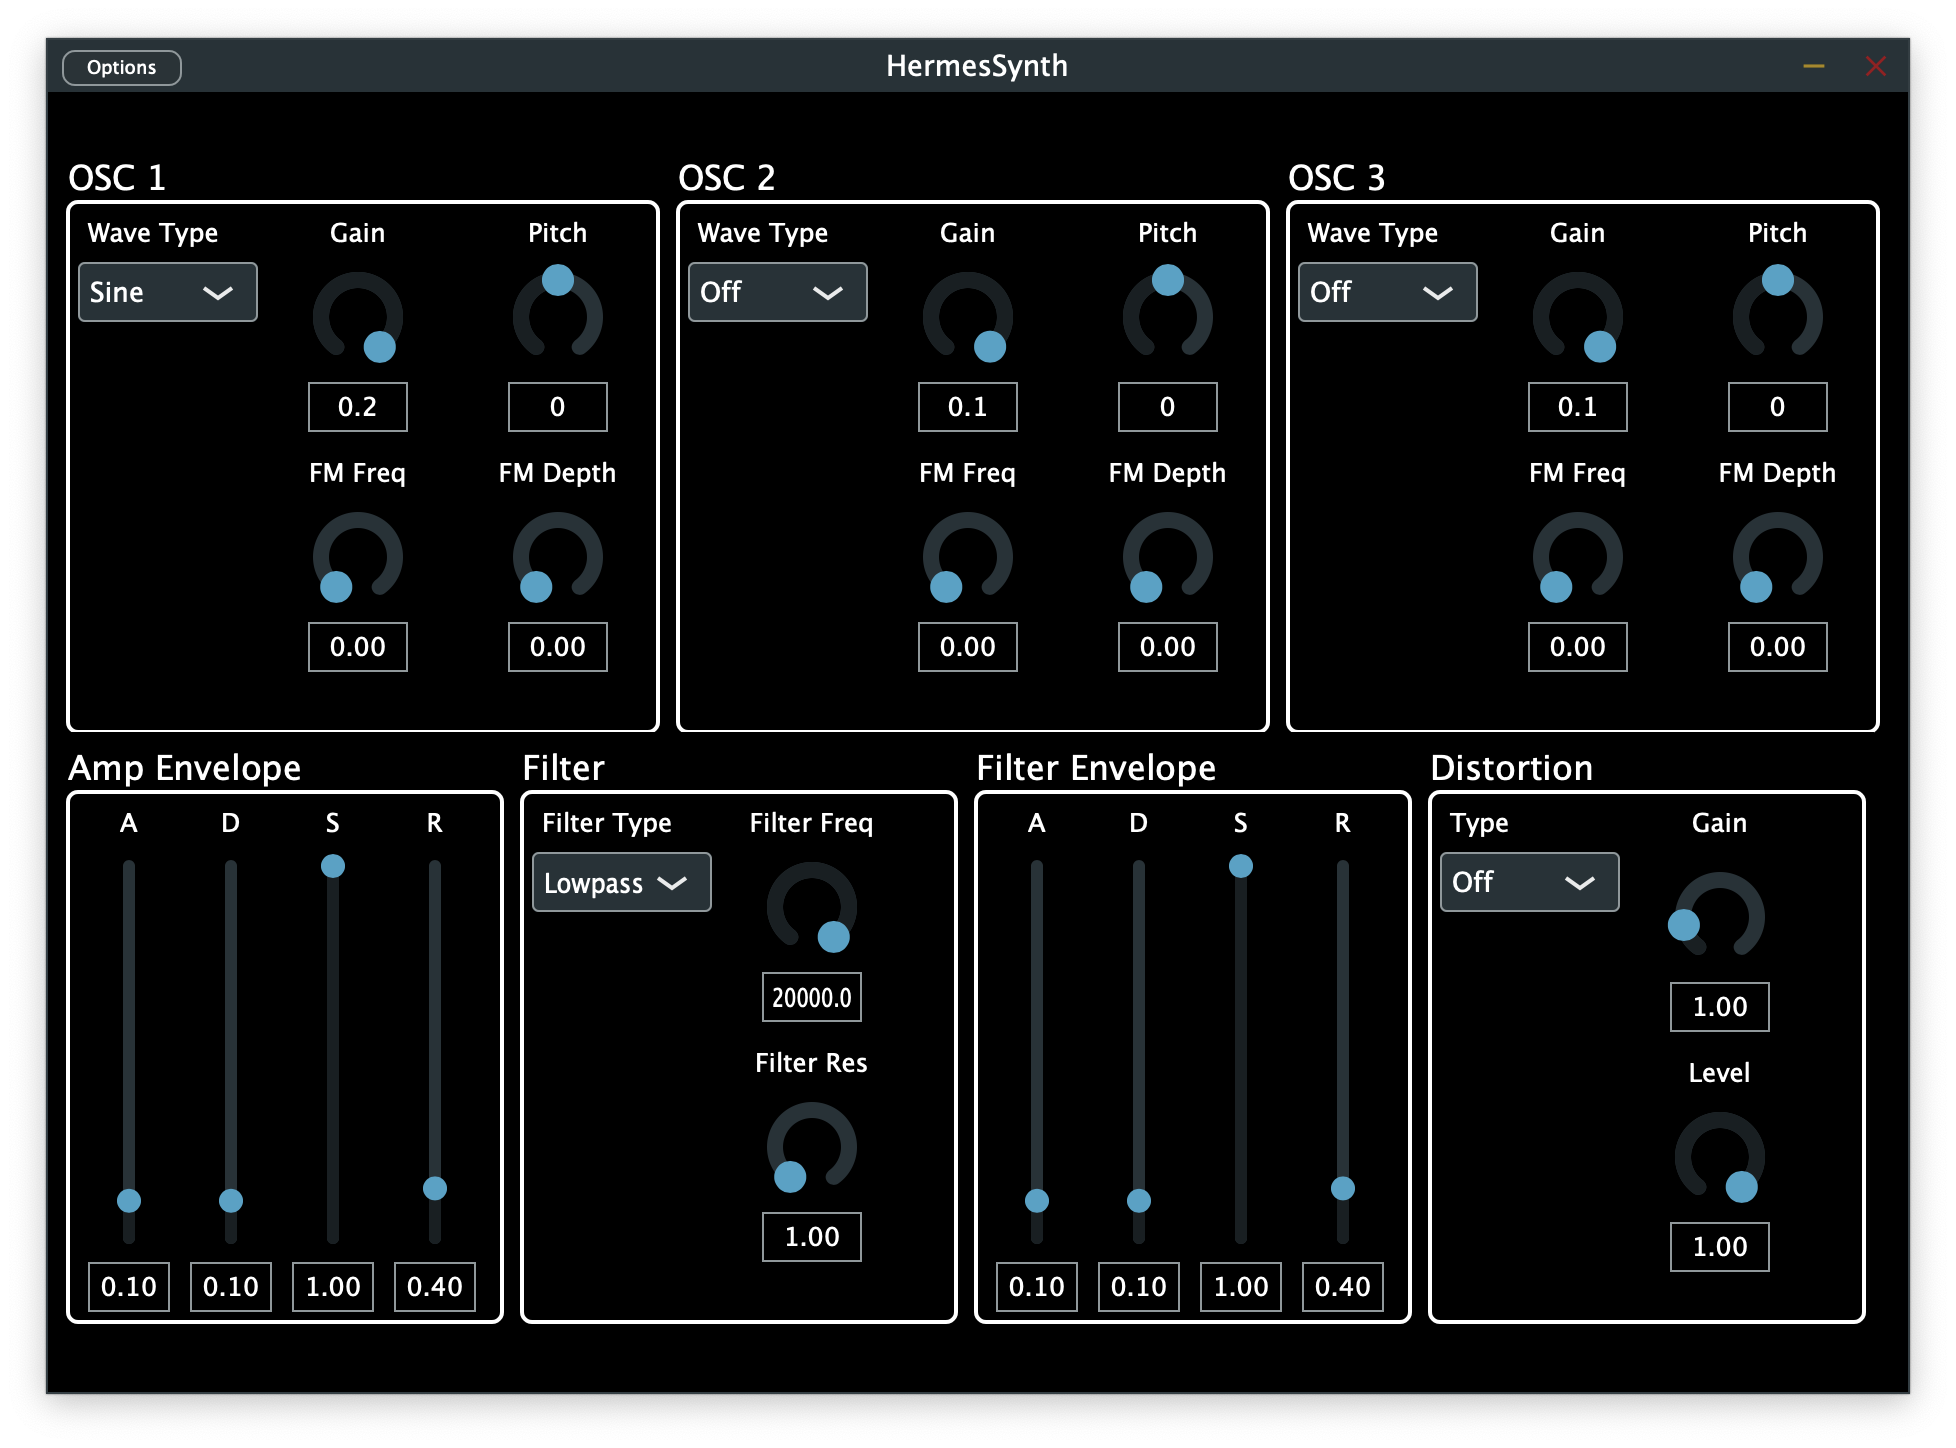 Options
HermesSynth
OSC 1
OSC 2
OSC 3
Wave Type Gain Pitch
Sine
0.2 0
FM Freq FM Depth
0.00 0.00
Wave Type Gain Pitch
Off
0.1 0
FM Freq FM Depth
0.00 0.00
Wave Type Gain Pitch
Off
0.1 0
FM Freq FM Depth
0.00 0.00
Amp Envelope
A D S R
0.10 0.10 1.00 0.40
Filter
Filter Type Filter Freq
Lowpass
20000.0
Filter Res
1.00
Filter Envelope
A D S R
0.10 0.10 1.00 0.40
Distortion
Type Gain
Off
1.00
Level
1.00